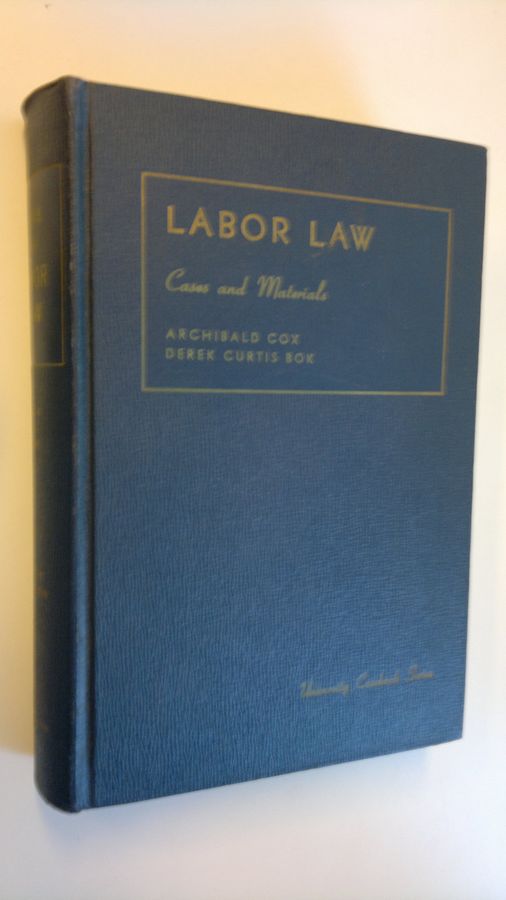 LABOR LAW
Cases and Materials
ARCHIBALD COX
DEREK CURTIS BOK
University Casebook Series